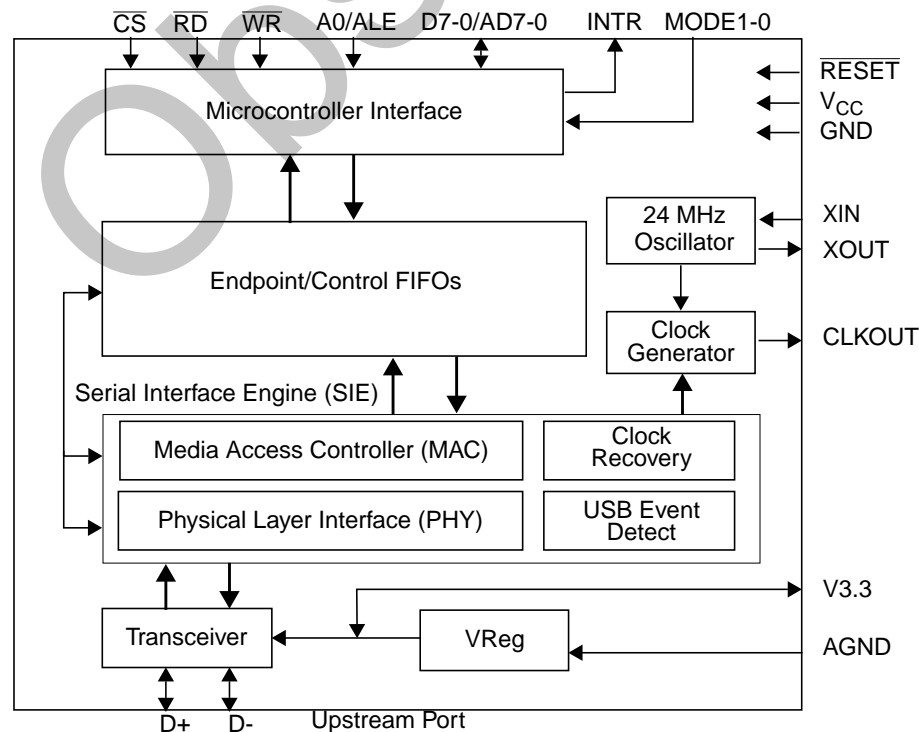 CS RD WR A0/ALE D7-0/AD7-0 INTR MODE1-0
RESET
VCC
GND
Microcontroller Interface
24 MHz
Oscillator
XIN
XOUT
Endpoint/Control FIFOs
Clock
Generator
CLKOUT
Serial Interface Engine (SIE)
Media Access Controller (MAC)
Clock
Recovery
Physical Layer Interface (PHY)
USB Event
Detect
V3.3
Transceiver
VReg
AGND
D+ D- Upstream Port